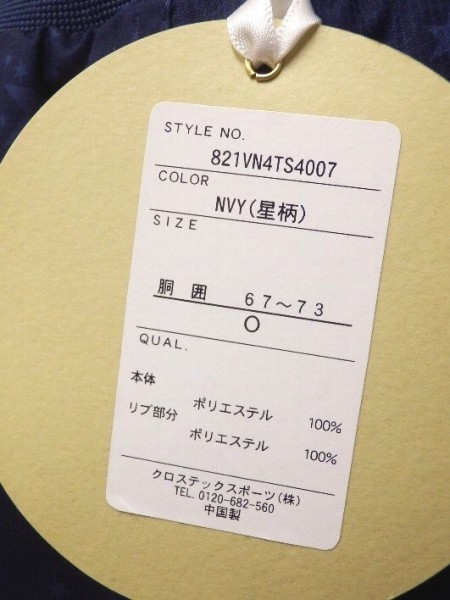 STYLE NO.
821VN4TS4007
COLOR
NVY(星柄)
SIZE
胴囲 67～73
O
QUAL.
本体
ポリエステル 100%
リブ部分
ポリエステル 100%
クロステックスポーツ(株)
TEL. 0120-682-560
中国製